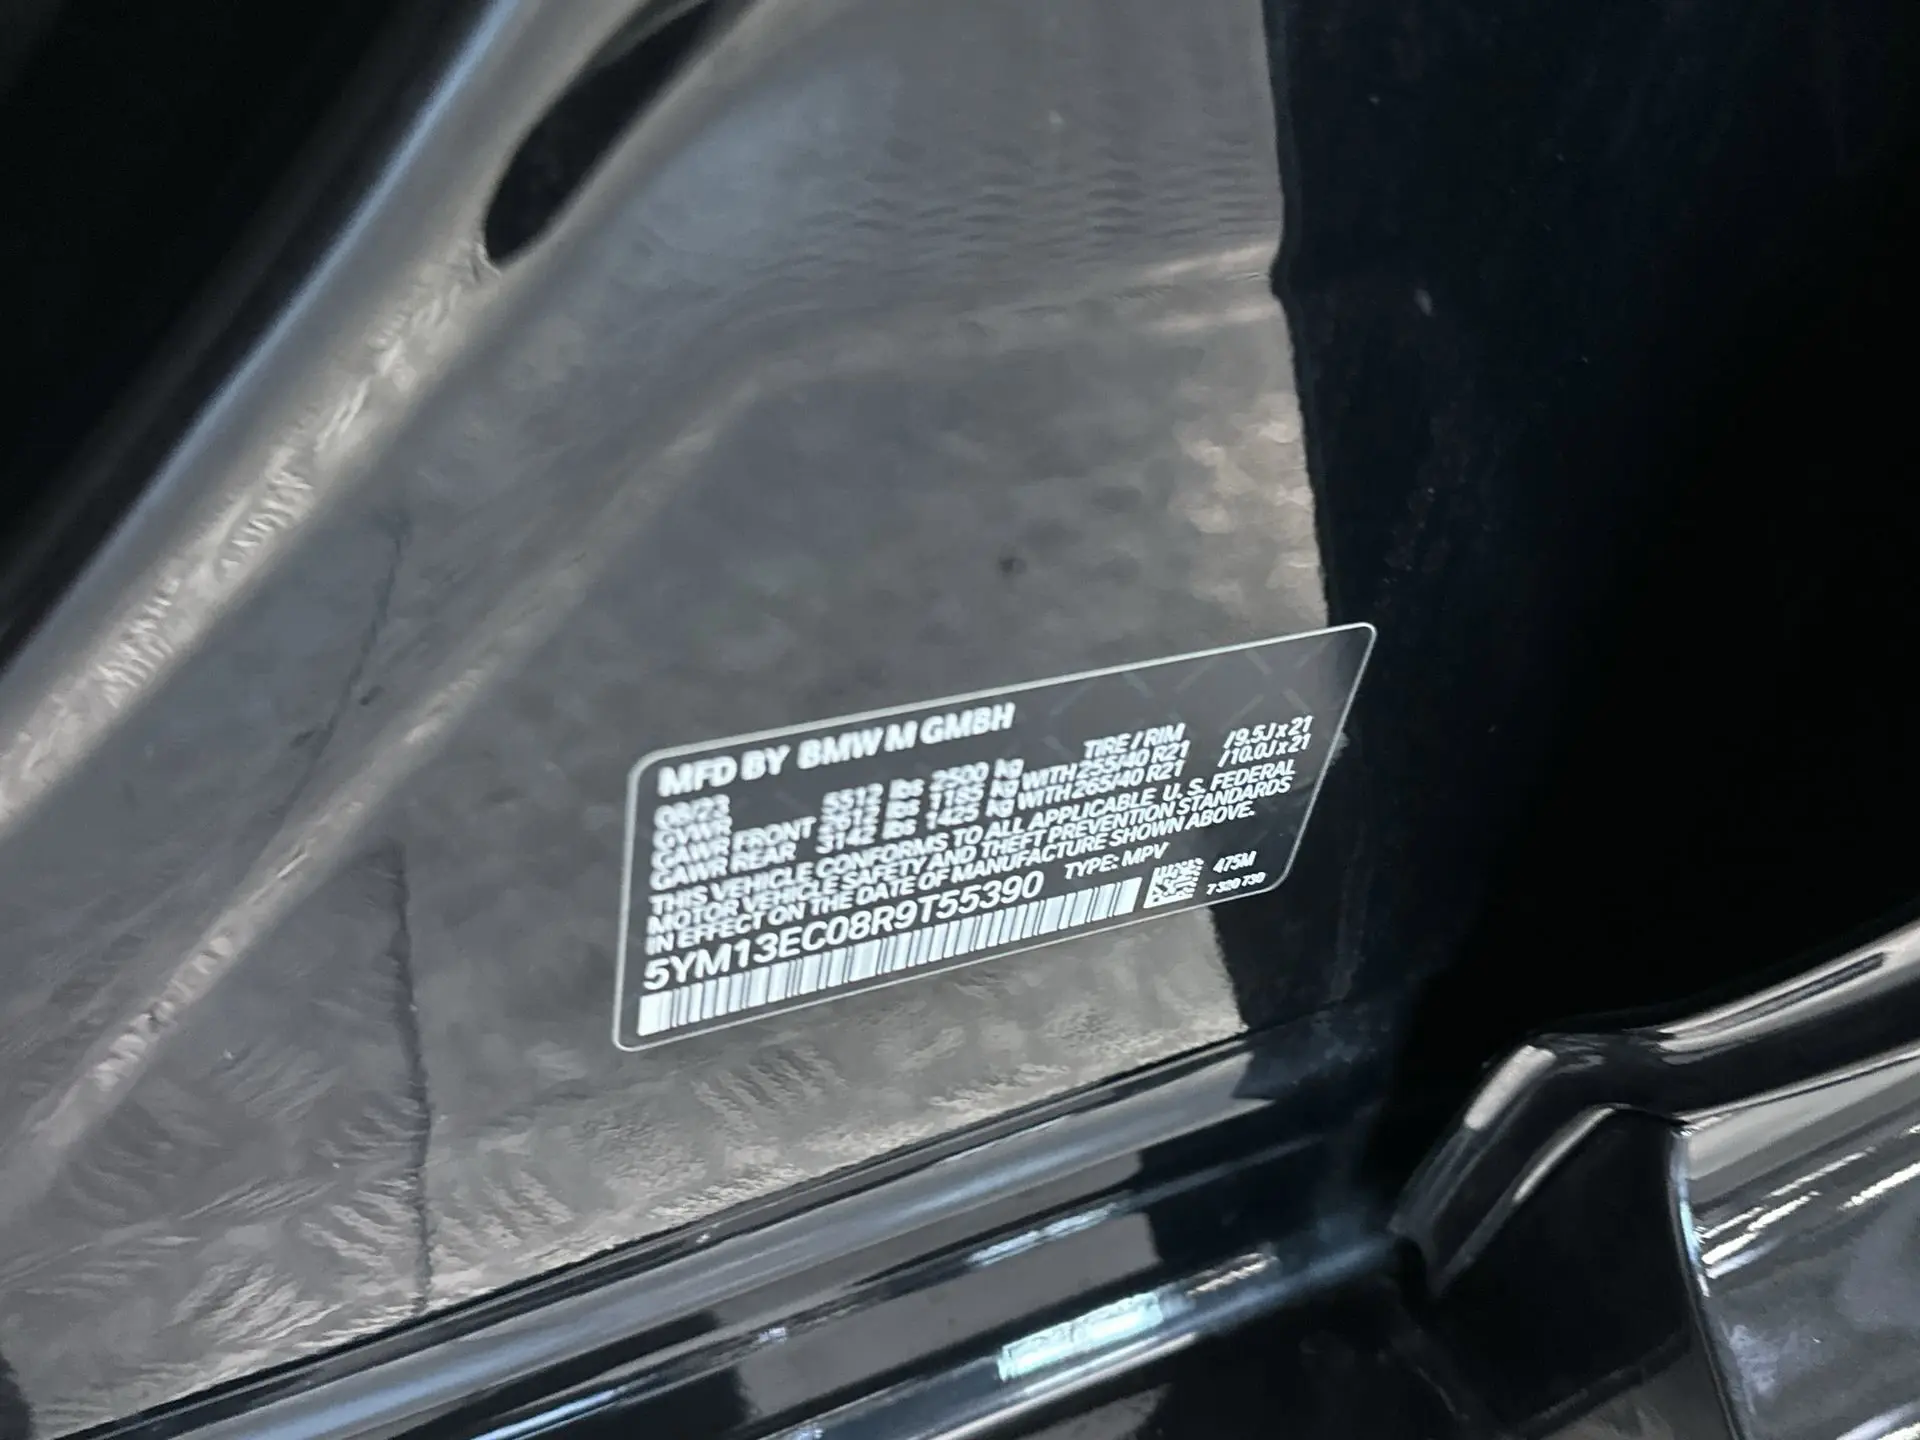 MFD BY BMW M GMBH
08/23 TIRE / RIM
GVWR 5512 lbs 2500 kg
GAWR FRONT 2612 lbs 1185 kg WITH 255/40 R21 /9.5J x 21
GAWR REAR 3142 lbs 1425 kg WITH 265/40 R21 /10.0J x 21
THIS VEHICLE CONFORMS TO ALL APPLICABLE U. S. FEDERAL
MOTOR VEHICLE SAFETY AND THEFT PREVENTION STANDARDS
IN EFFECT ON THE DATE OF MANUFACTURE SHOWN ABOVE.
5YM13EC08R9T55390 TYPE: MPV
475M
7 320 730